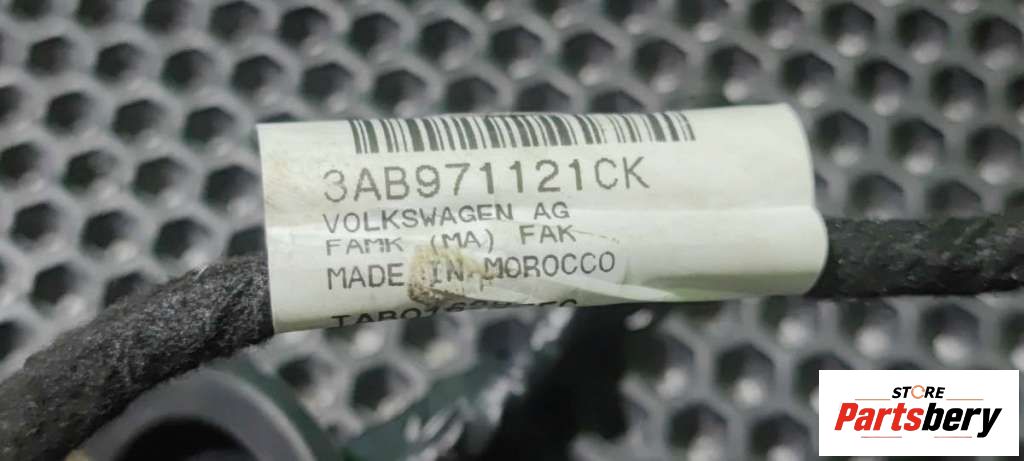 3AB971121CK
VOLKSWAGEN AG
FAMK (MA) FAK
MADE IN MOROCCO
STORE
Partsbery